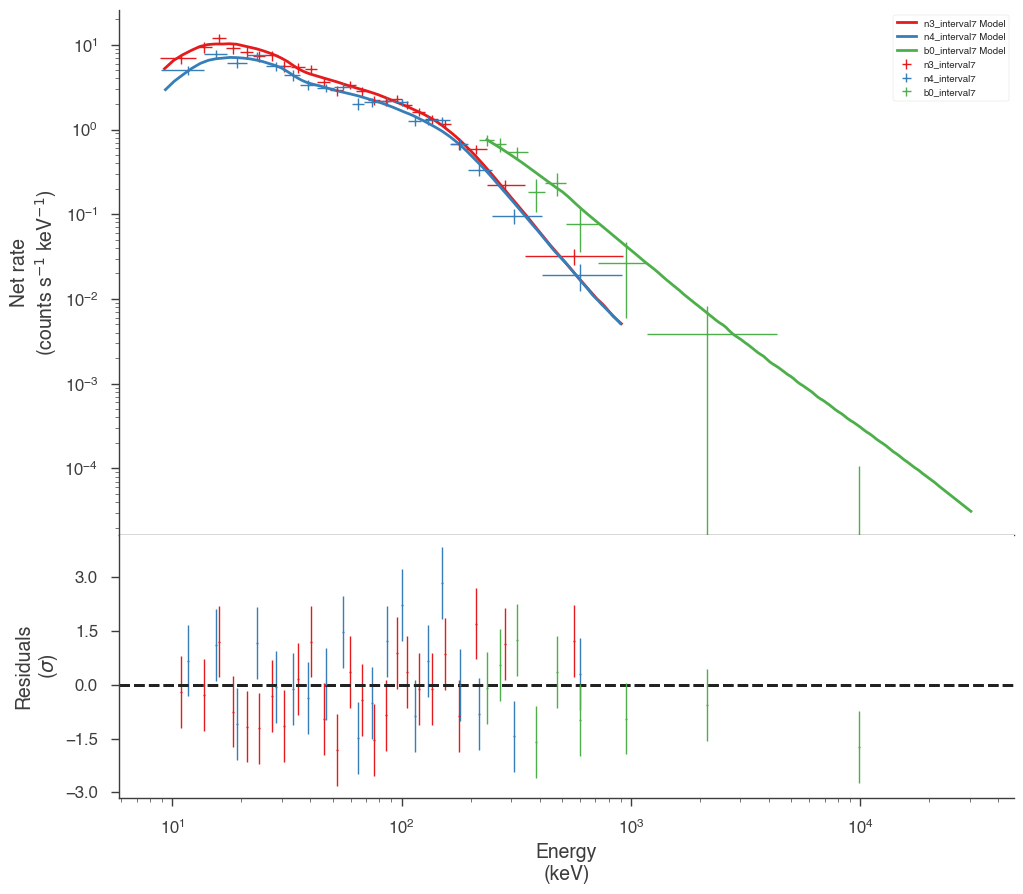 n3_interval7 Model
n4_interval7 Model
b0_interval7 Model
n3_interval7
n4_interval7
b0_interval7
Net rate
(counts s⁻¹ keV⁻¹)
10¹
10⁰
10⁻¹
10⁻²
10⁻³
10⁻⁴
Residuals
(σ)
3.0
1.5
0.0
−1.5
−3.0
10¹ 10² 10³ 10⁴
Energy
(keV)